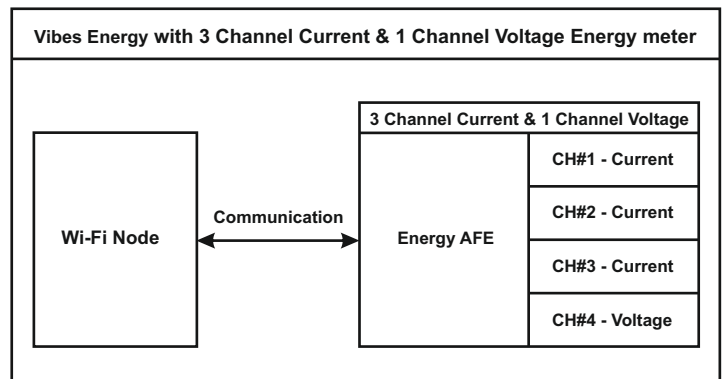 Vibes Energy with 3 Channel Current & 1 Channel Voltage Energy meter
3 Channel Current & 1 Channel Voltage
Wi-Fi Node
Communication
Energy AFE
CH#1 - Current
CH#2 - Current
CH#3 - Current
CH#4 - Voltage